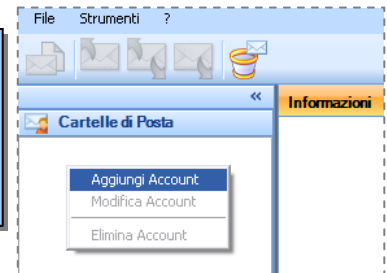 File Strumenti ?
«
Informazioni
Cartelle di Posta
Aggiungi Account
Modifica Account
Elimina Account